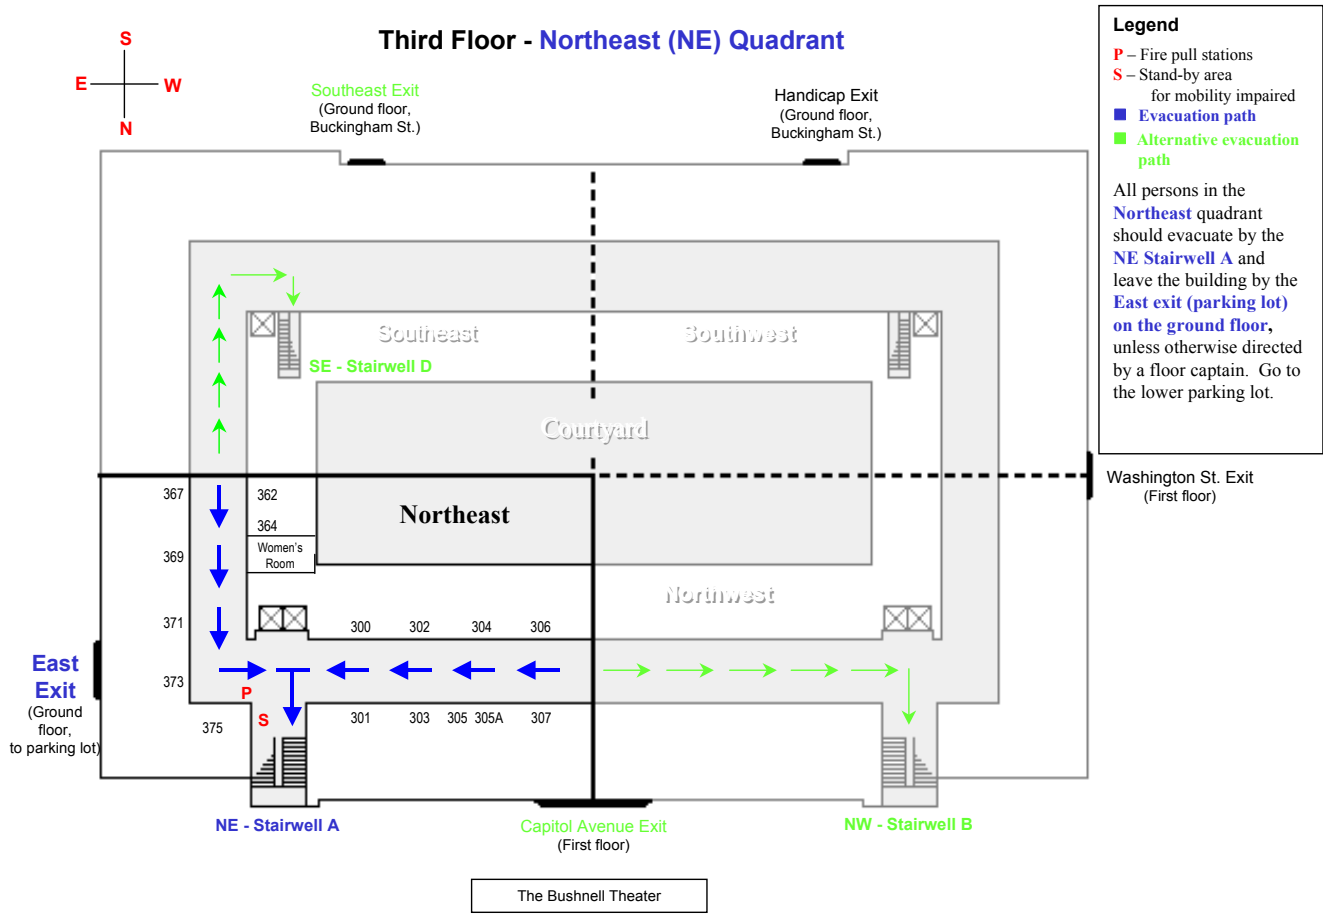 Third Floor - Northeast (NE) Quadrant
S
E
W
N
Southeast Exit
(Ground floor,
Buckingham St.)
Handicap Exit
(Ground floor,
Buckingham St.)
Legend
P – Fire pull stations
S – Stand-by area
for mobility impaired
Evacuation path
Alternative evacuation
path
All persons in the
Northeast quadrant
should evacuate by the
NE Stairwell A and
leave the building by the
East exit (parking lot)
on the ground floor,
unless otherwise directed
by a floor captain. Go to
the lower parking lot.
Southeast
Southwest
SE - Stairwell D
Courtyard
Washington St. Exit
(First floor)
367
362
364
Northeast
Women's
Room
369
371
Northwest
300
302
304
306
East
Exit
(Ground
floor,
to parking lot)
373
P
S
375
301
303
305
305A
307
NE - Stairwell A
Capitol Avenue Exit
(First floor)
NW - Stairwell B
The Bushnell Theater